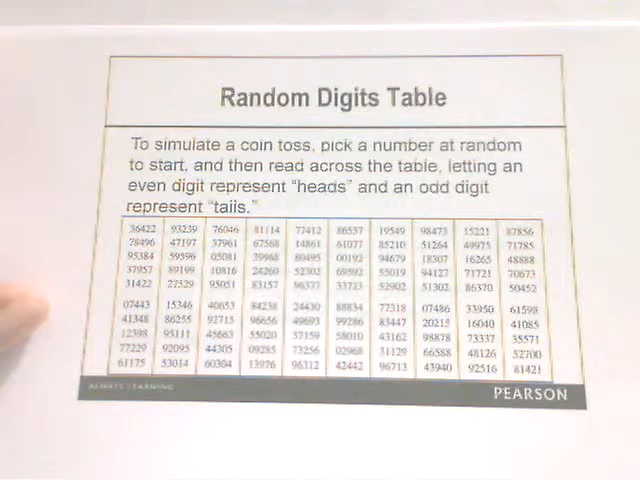 Random Digits Table
To simulate a coin toss, pick a number at random
to start, and then read across the table, letting an
even digit represent “heads” and an odd digit
represent “tails.”
36422 93239 76046 81114 77412 86557 19549 98473 15221 87856
78496 47197 37961 67568 14861 61077 85210 51264 49975 71785
95384 59596 05081 39968 80495 00192 94679 18307 16265 48888
37957 89199 10816 24260 52302 69592 55019 94127 71721 70673
31422 27529 95051 83157 96377 33723 52902 51302 86370 50452
07443 15346 40653 84238 24430 88834 77318 07486 33950 61598
41348 86255 92715 96656 49693 99286 83447 20215 16040 41085
12398 95111 45663 55020 57159 58010 43162 98878 73337 35571
77229 92095 44305 09285 73256 02968 31129 66588 48126 52700
61175 53014 60304 13976 96312 42442 96713 43940 92516 81421
ALWAYS LEARNING
PEARSON